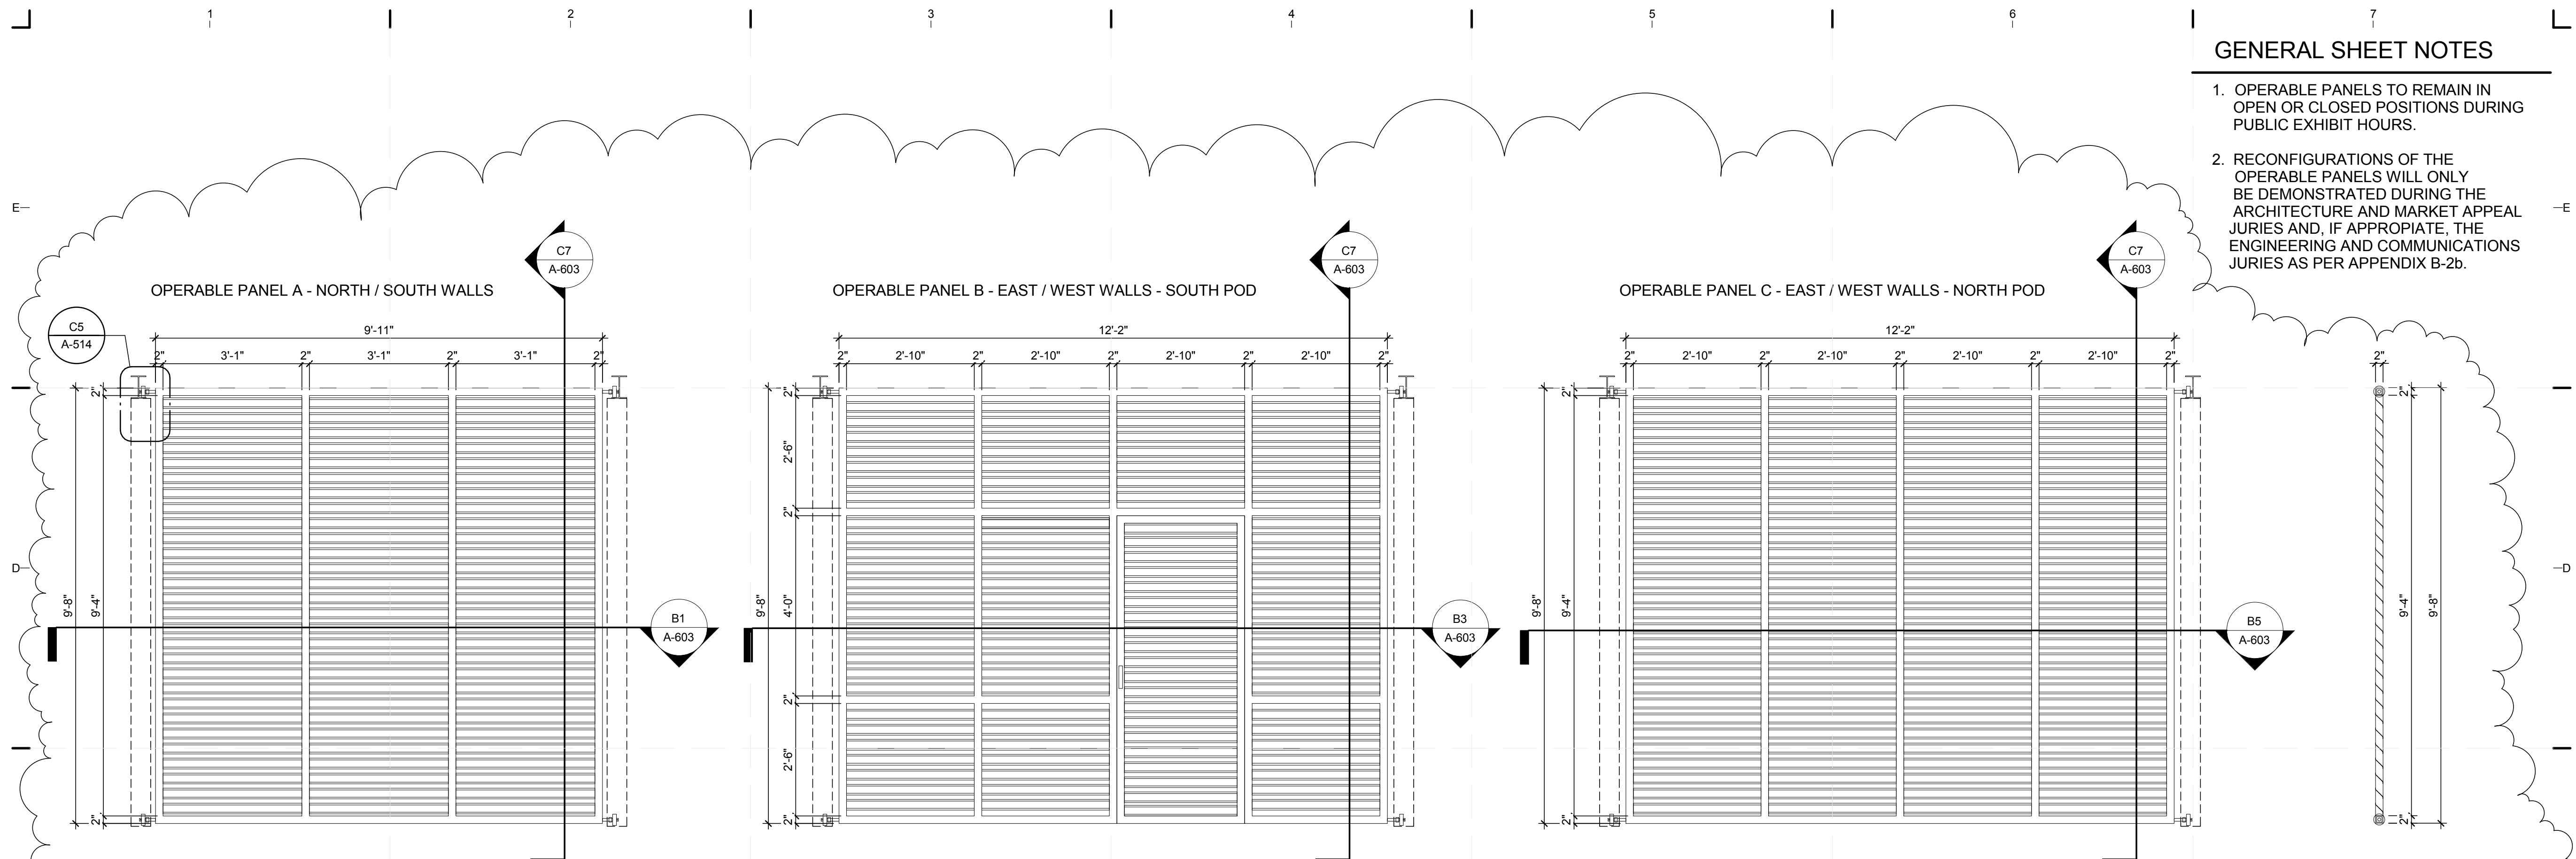 1 2 3 4 5 6 7
GENERAL SHEET NOTES
1. OPERABLE PANELS TO REMAIN IN
OPEN OR CLOSED POSITIONS DURING
PUBLIC EXHIBIT HOURS.
2. RECONFIGURATIONS OF THE
OPERABLE PANELS WILL ONLY
BE DEMONSTRATED DURING THE
ARCHITECTURE AND MARKET APPEAL
JURIES AND, IF APPROPIATE, THE
ENGINEERING AND COMMUNICATIONS
JURIES AS PER APPENDIX B-2b.
E E
C7 C7 C7
A-603 A-603 A-603
OPERABLE PANEL A - NORTH / SOUTH WALLS
OPERABLE PANEL B - EAST / WEST WALLS - SOUTH POD
OPERABLE PANEL C - EAST / WEST WALLS - NORTH POD
C5
A-514
9'-11" 12'-2" 12'-2"
2" 3'-1" 2" 3'-1" 2" 3'-1" 2"
2" 2'-10" 2" 2'-10" 2" 2'-10" 2" 2'-10" 2"
2" 2'-10" 2" 2'-10" 2" 2'-10" 2" 2'-10" 2"
2"
D D
9'-8"
2" 9'-4" 2"
B1
A-603
9'-8"
2" 2'-6" 2" 4'-0" 2" 2'-6" 2"
B3
A-603
9'-8"
2" 9'-4" 2"
B5
A-603
2" 9'-4" 2"
9'-8"